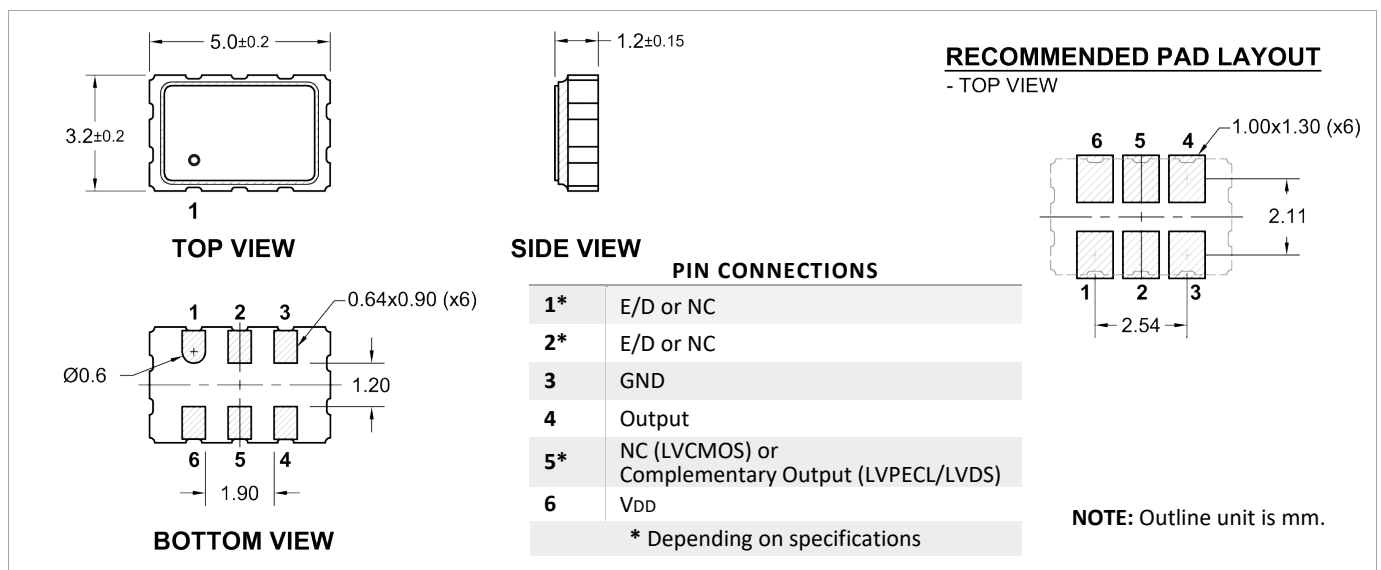 5.0±0.2
3.2±0.2
1
TOP VIEW
1.2±0.15
SIDE VIEW
RECOMMENDED PAD LAYOUT
- TOP VIEW
1.00x1.30 (x6)
6 5 4
2.11
1 2 3
2.54
1 2 3
0.64x0.90 (x6)
Ø0.6
1.20
6 5 4
1.90
BOTTOM VIEW
PIN CONNECTIONS
1* E/D or NC
2* E/D or NC
3 GND
4 Output
5* NC (LVCMOS) or
Complementary Output (LVPECL/LVDS)
6 VDD
* Depending on specifications
NOTE: Outline unit is mm.